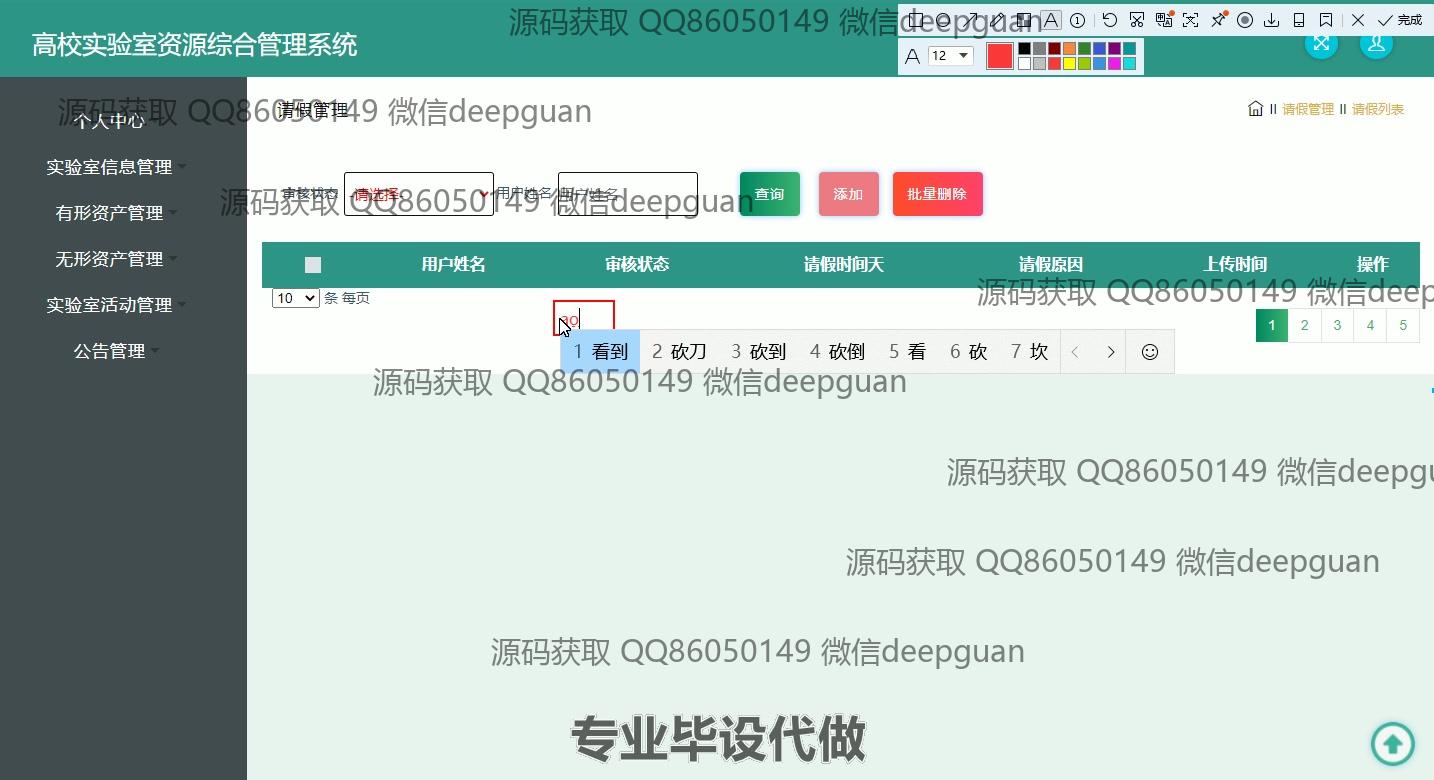 源码获取 QQ86050149 微信deepguan
A 1 完成
高校实验室资源综合管理系统
A 12
源码获取 QQ86050149 微信deepguan
请假管理
II 请假管理 II 请假列表
个人中心
实验室信息管理
有形资产管理
无形资产管理
实验室活动管理
公告管理
审核状态 -请选择- 用户姓名 用户姓名 查询 添加 批量删除
源码获取 QQ86050149 微信deepguan
用户姓名 审核状态 请假时间天 请假原因 上传时间 操作
10 条 每页
源码获取 QQ86050149 微信deep
1 2 3 4 5
1 看到 2 砍刀 3 砍到 4 砍倒 5 看 6 砍 7 坎
源码获取 QQ86050149 微信deepguan
源码获取 QQ86050149 微信deepgu
源码获取 QQ86050149 微信deepguan
源码获取 QQ86050149 微信deepguan
专业毕设代做